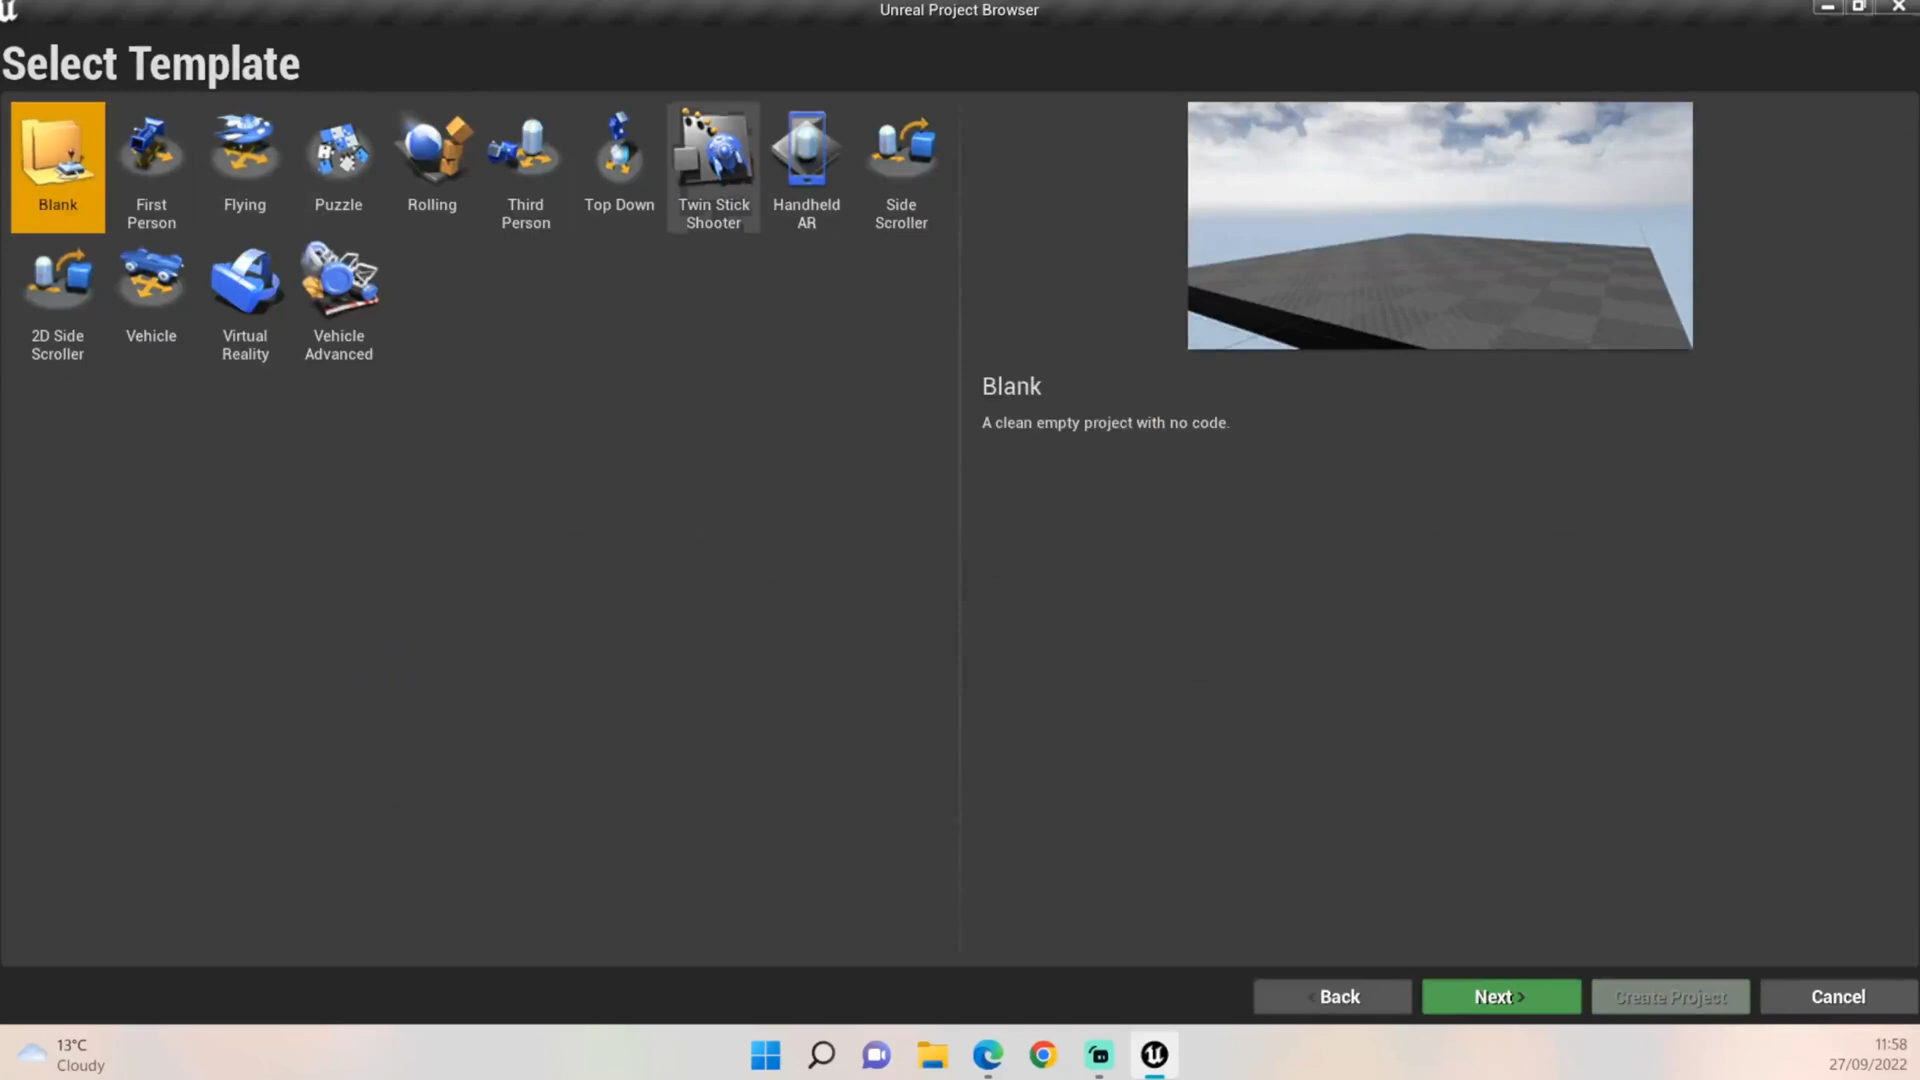 Unreal Project Browser
Select Template
Blank
First
Person
Flying
Puzzle
Rolling
Third
Person
Top Down
Twin Stick
Shooter
Handheld
AR
Side
Scroller
2D Side
Scroller
Vehicle
Virtual
Reality
Vehicle
Advanced
Blank
A clean empty project with no code.
< Back
Next >
Create Project
Cancel
13°C
Cloudy
11:58
27/09/2022